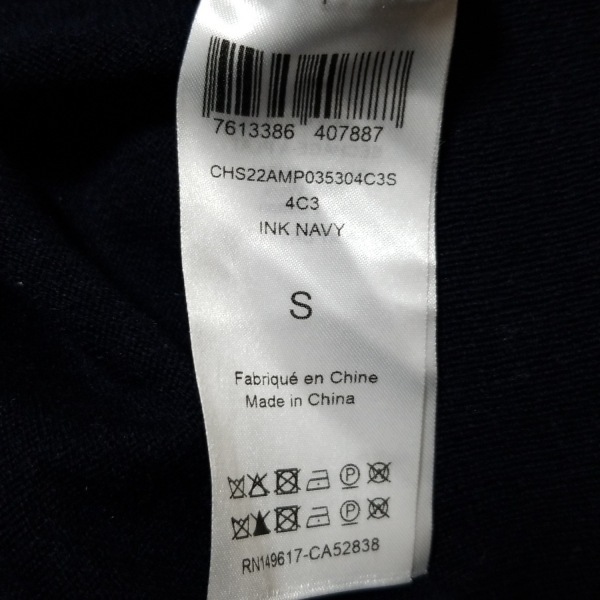 7613386 407887
CHS22AMP035304C3S
4C3
INK NAVY
S
Fabriqué en Chine
Made in China
P
P
RN149617-CA52838